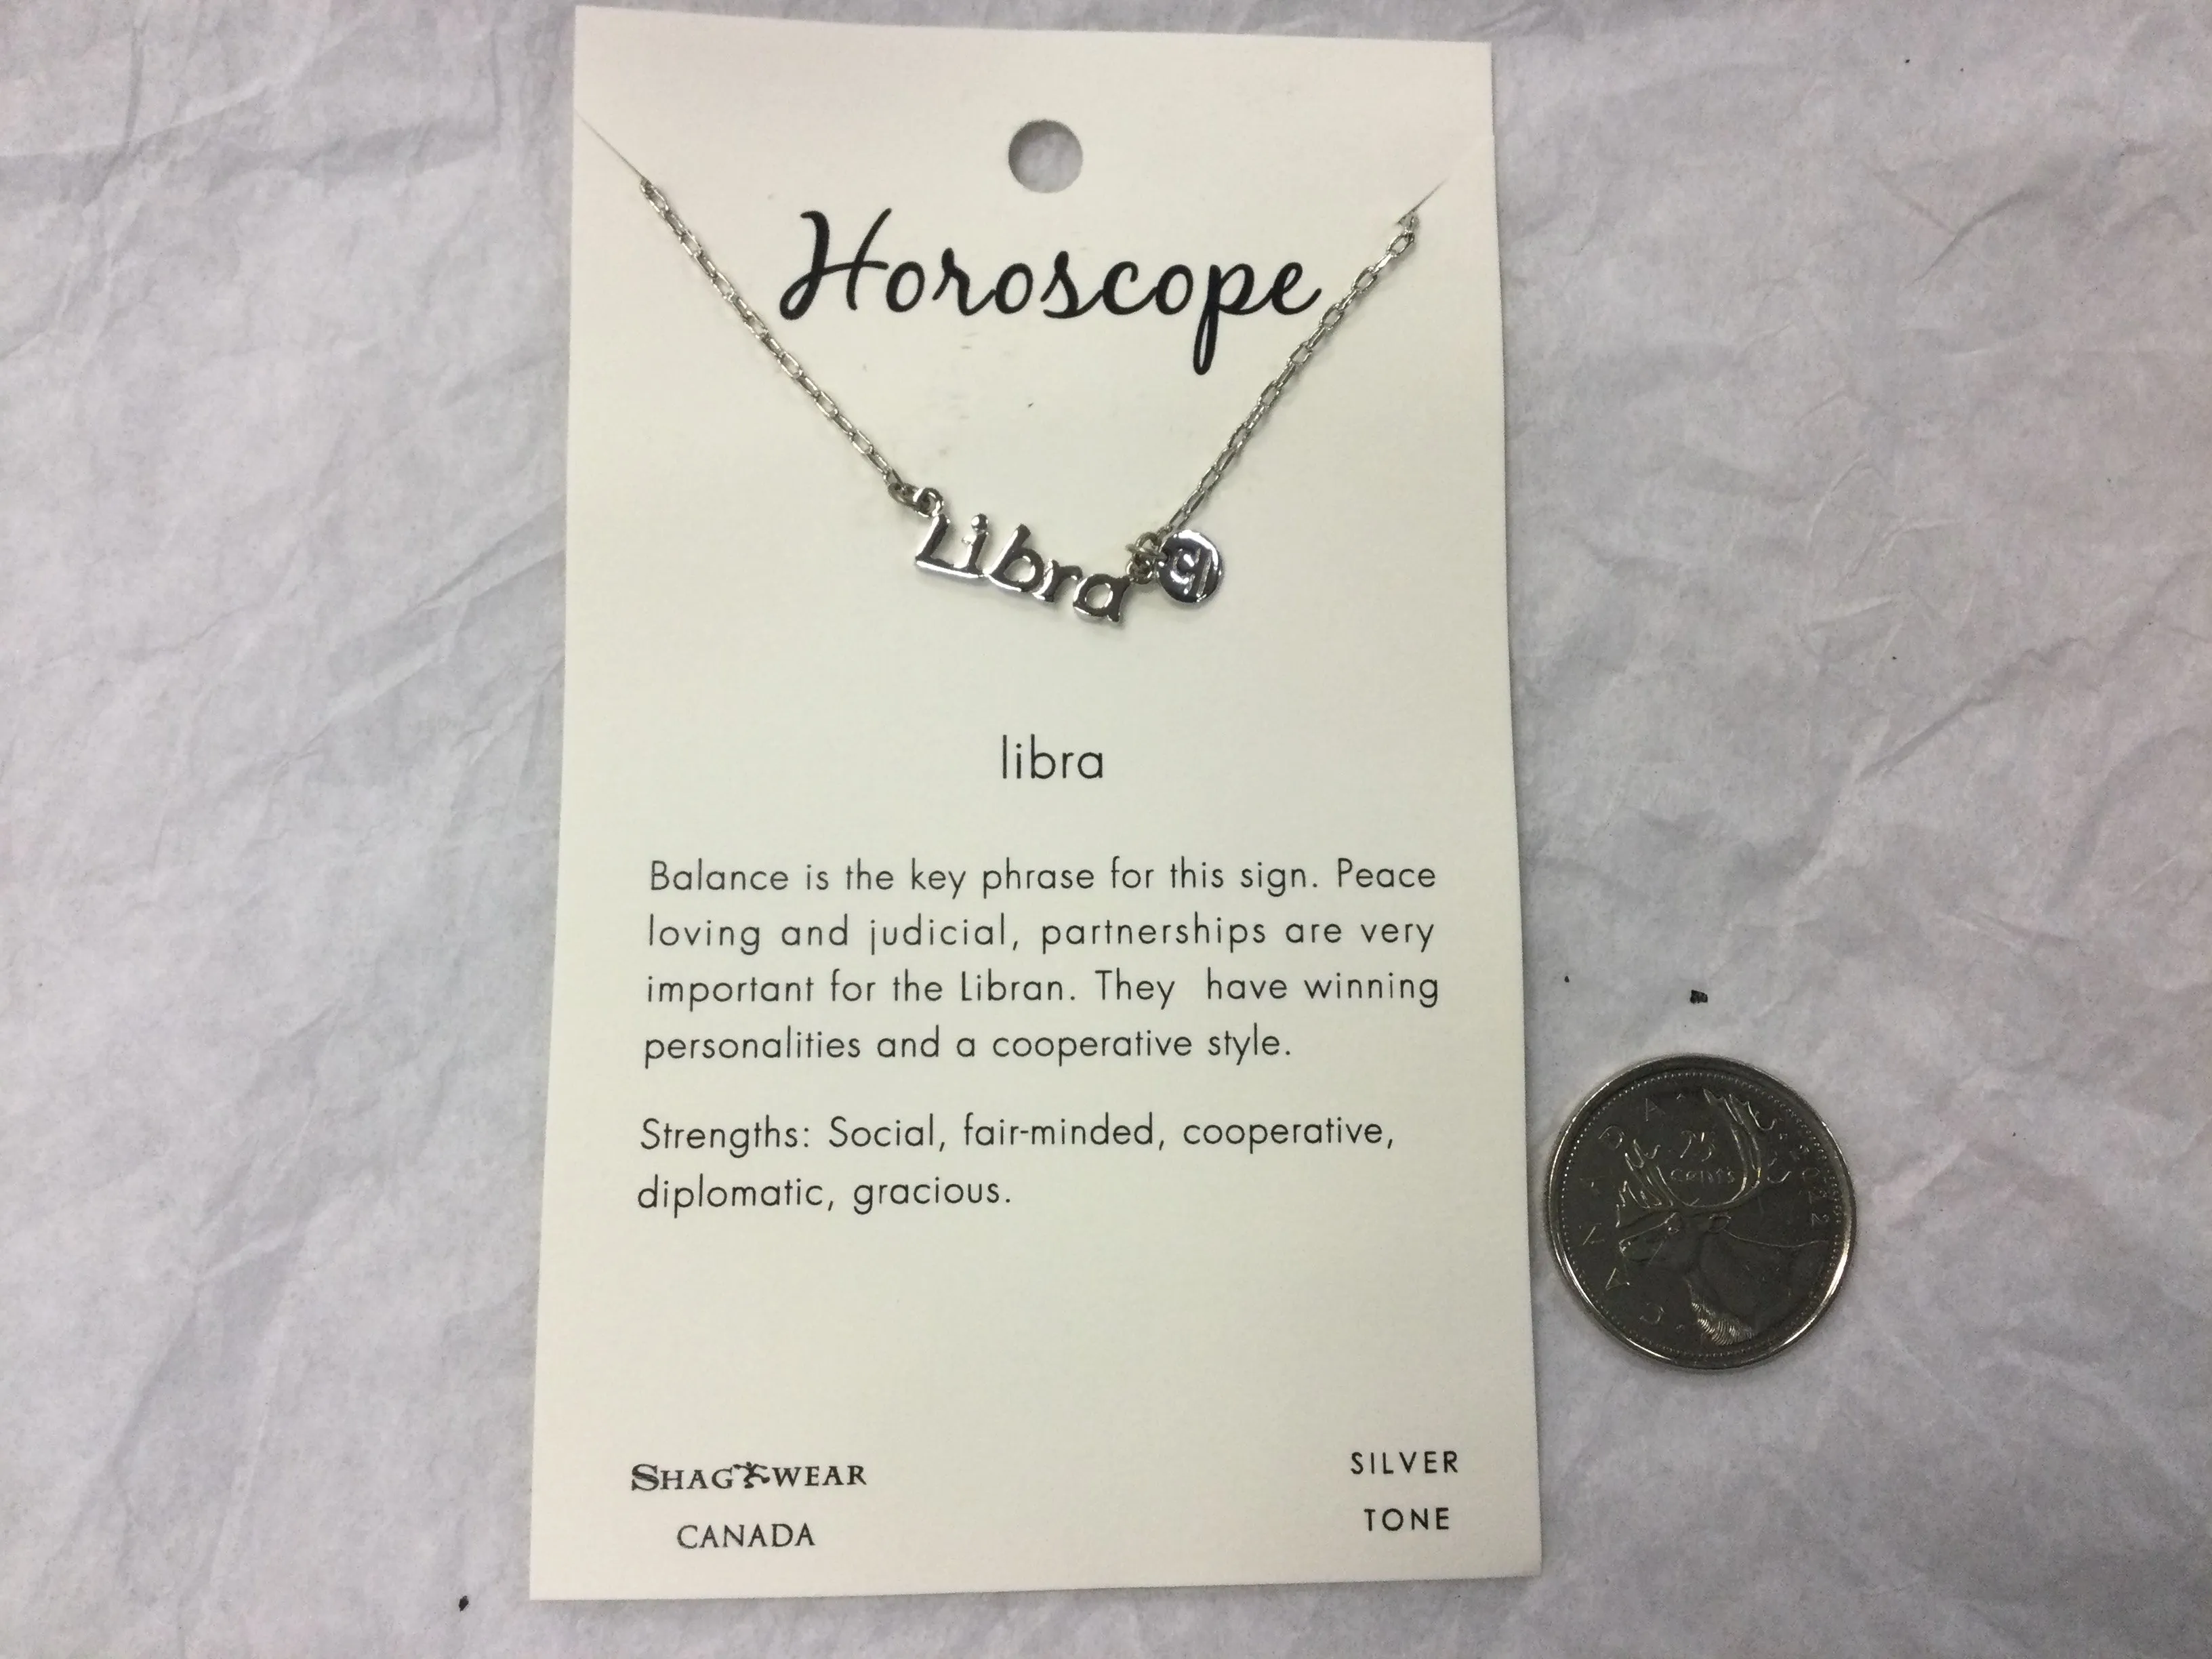 Horoscope
Libra
libra
Balance is the key phrase for this sign. Peace
loving and judicial, partnerships are very
important for the Libran. They  have winning
personalities and a cooperative style.
Strengths: Social, fair-minded, cooperative,
diplomatic, gracious.
SHAGWEAR
CANADA
SILVER
TONE
CANADA 2022
25
cents